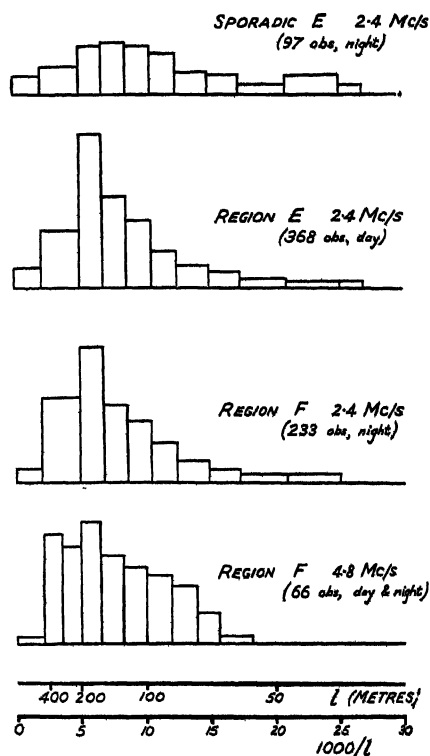 SPORADIC E 2·4 Mc/s
(97 obs, night)
REGION E 2·4 Mc/s
(368 obs, day)
REGION F 2·4 Mc/s
(233 obs, night)
REGION F 4·8 Mc/s
(66 obs, day & night)
400 200 100 50 l (METRES)
0 5 10 15 20 25 30
1000/l